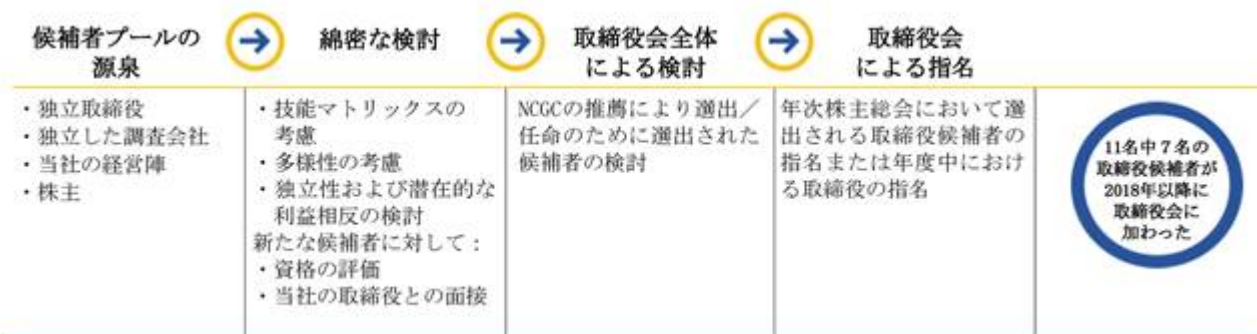 候補者プールの
源泉
綿密な検討
取締役会全体
による検討
取締役会
による指名
・独立取締役
・独立した調査会社
・当社の経営陣
・株主
・技能マトリックスの
考慮
・多様性の考慮
・独立性および潜在的な
利益相反の検討
新たな候補者に対して：
・資格の評価
・当社の取締役との面接
NCGCの推薦により選出／
任命のために選出された
候補者の検討
年次株主総会において選
出される取締役候補者の
指名または年度中におけ
る取締役の指名
11名中７名の
取締役候補者が
2018年以降に
取締役会に
加わった